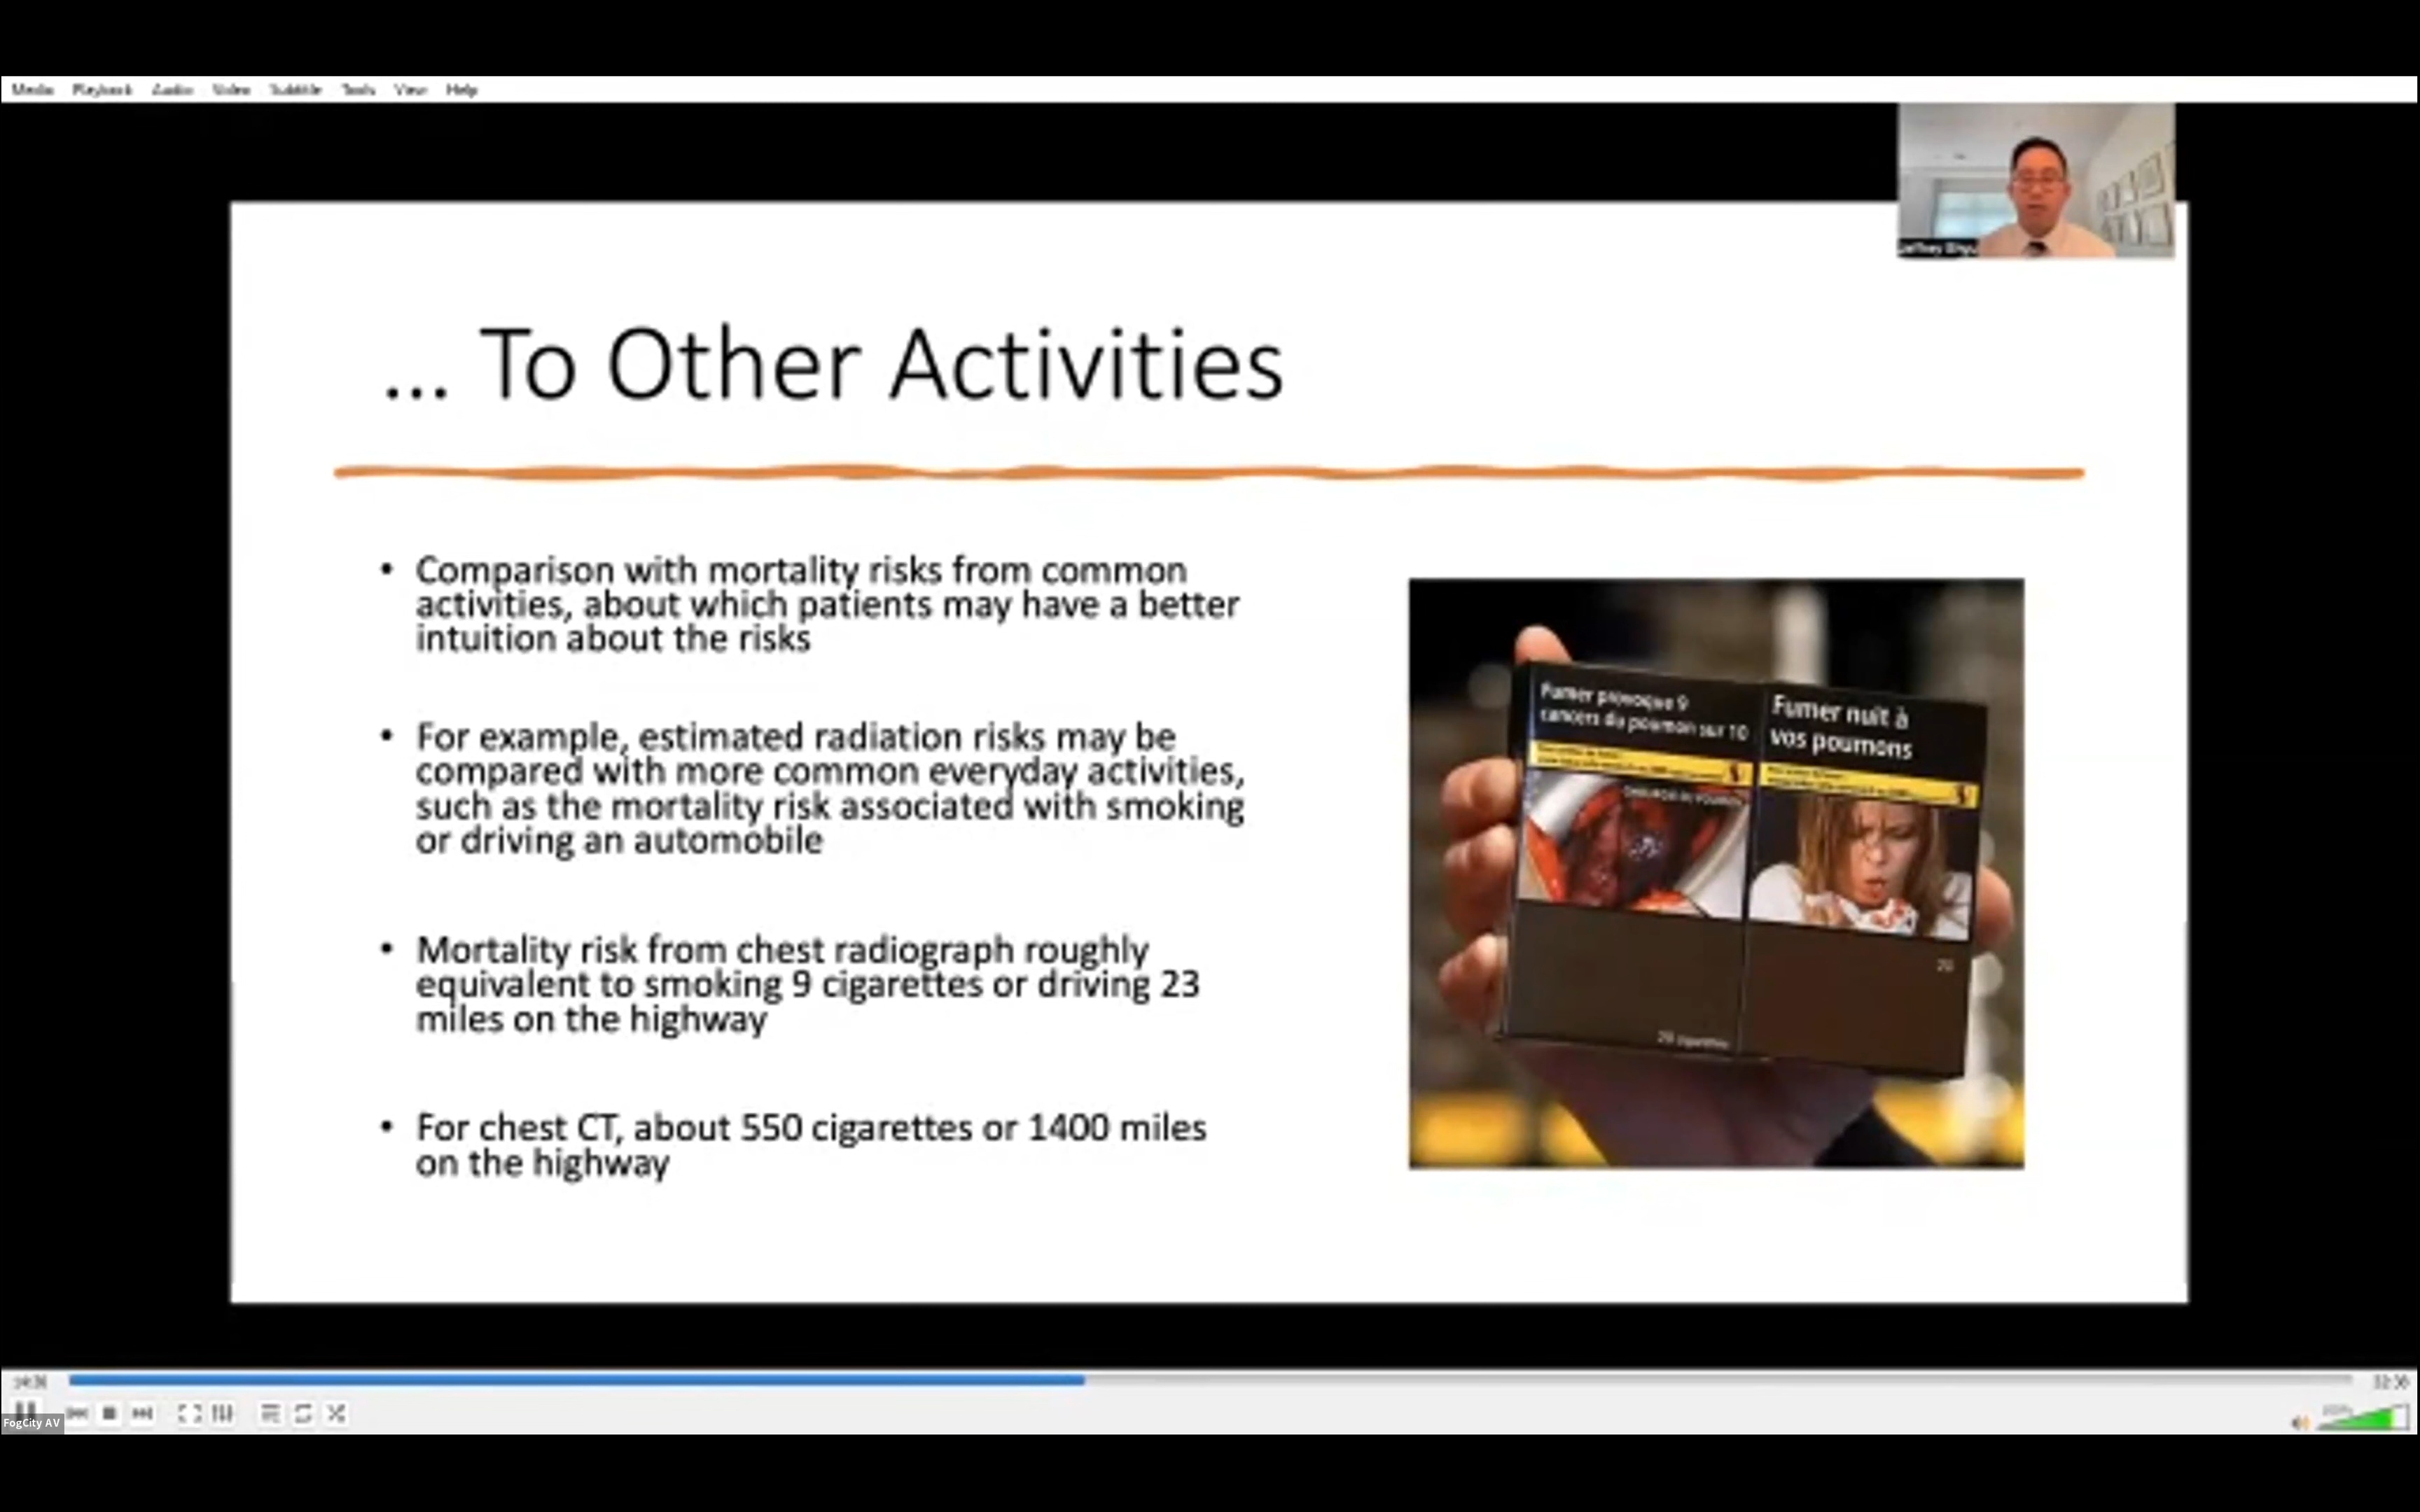 Media Playback Audio Video Subtitle Tools View Help
... To Other Activities
• Comparison with mortality risks from common
activities, about which patients may have a better
intuition about the risks
• For example, estimated radiation risks may be
compared with more common everyday activities,
such as the mortality risk associated with smoking
or driving an automobile
• Mortality risk from chest radiograph roughly
equivalent to smoking 9 cigarettes or driving 23
miles on the highway
• For chest CT, about 550 cigarettes or 1400 miles
on the highway
Fumer provoque 9
cancers du poumon sur 10
Fumer nuit à
vos poumons
20
20 cigarettes
FogCity AV